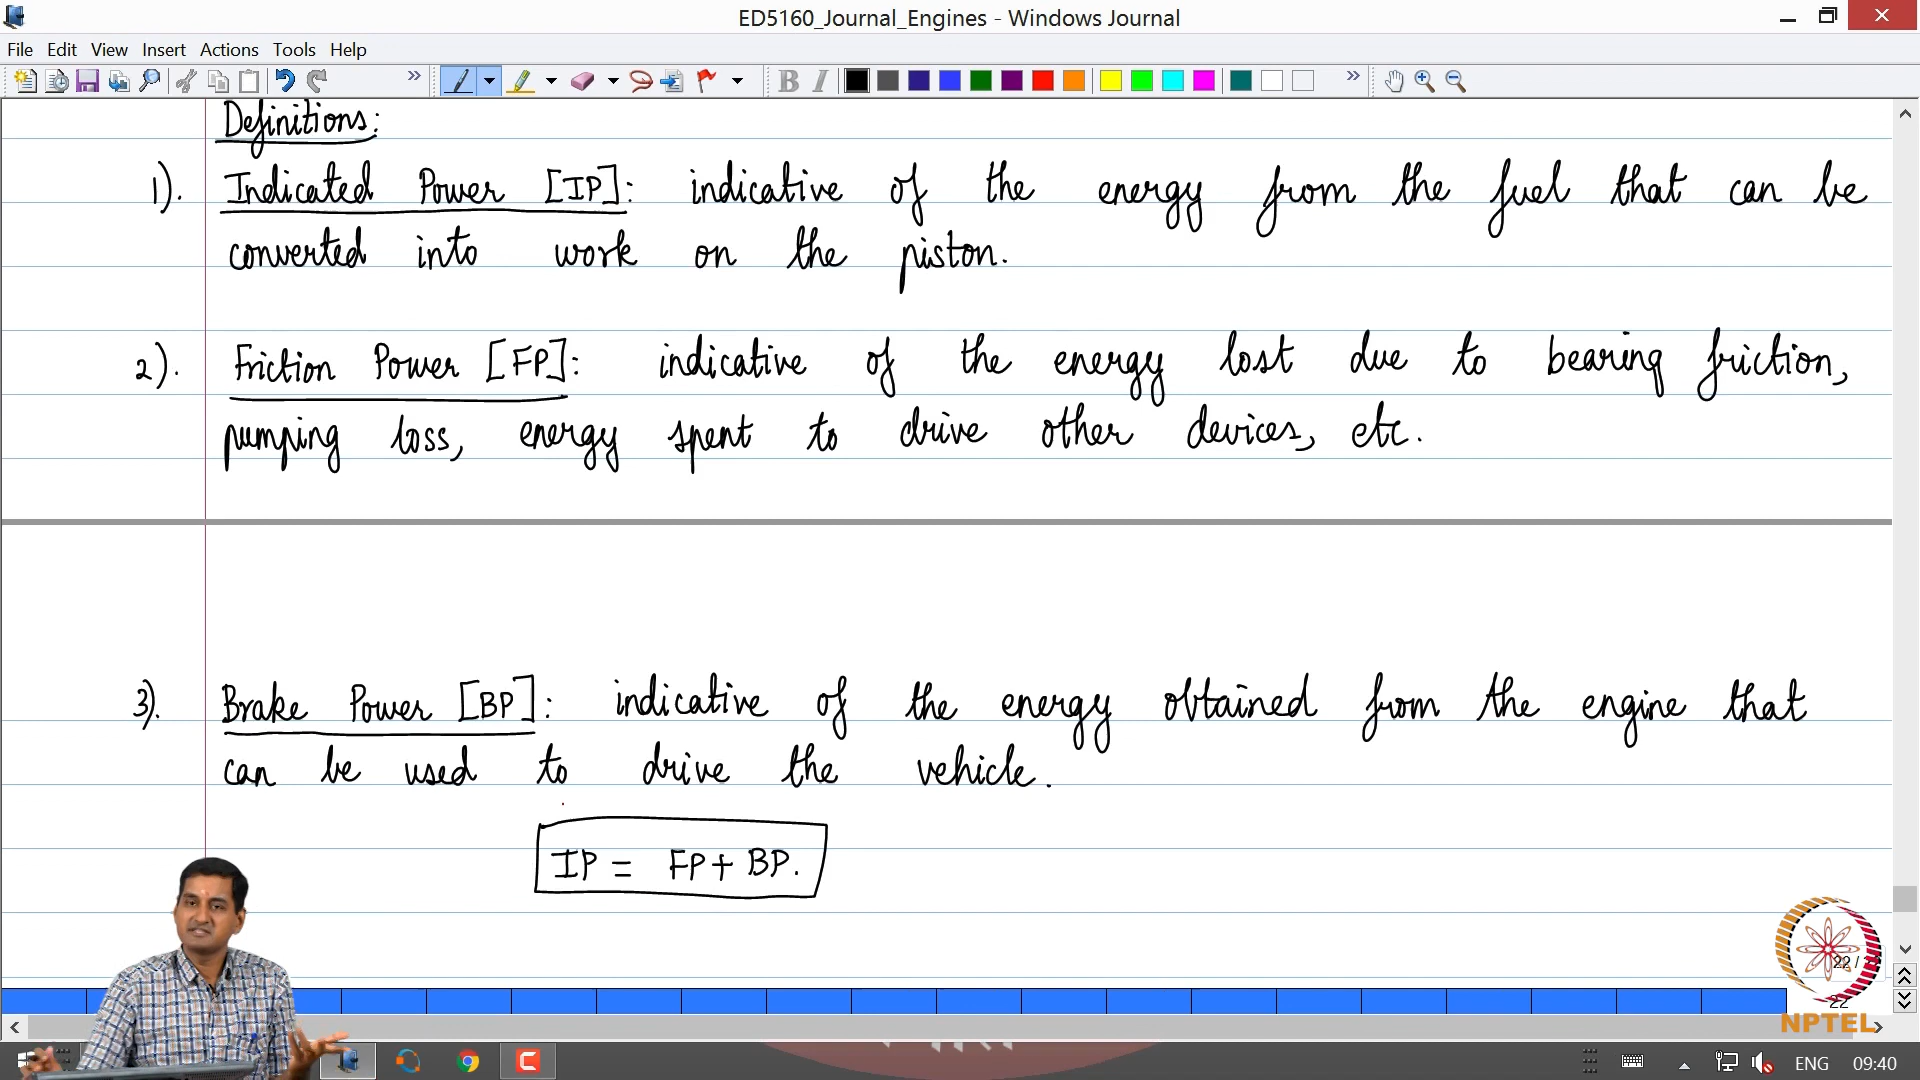 ED5160_Journal_Engines - Windows Journal
File Edit View Insert Actions Tools Help
Definitions:
1). Indicated Power [IP]: indicative of the energy from the fuel that can be
converted into work on the piston.
2). Friction Power [FP]: indicative of the energy lost due to bearing friction,
pumping loss, energy spent to drive other devices, etc.
3). Brake Power [BP]: indicative of the energy obtained from the engine that
can be used to drive the vehicle.
IP = FP + BP.
22 /
22
NPTEL
ENG 09:40